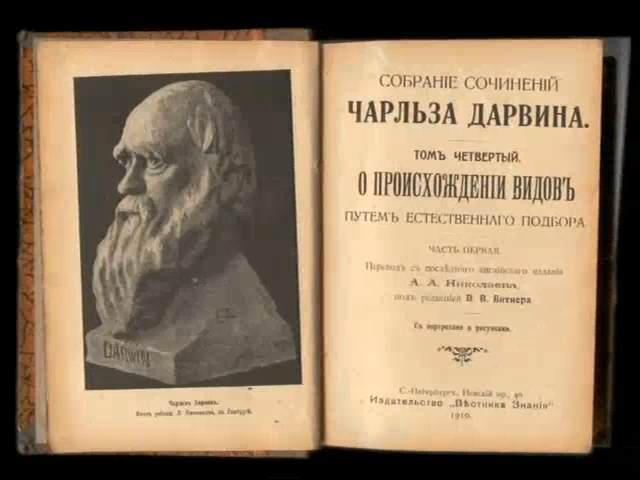 DARWIN
Чарльзъ Дарвинъ.
СОБРАНІЕ СОЧИНЕНІЙ
ЧАРЛЬЗА ДАРВИНА.
ТОМЪ ЧЕТВЕРТЫЙ.
О ПРОИСХОЖДЕНІИ ВИДОВЪ
ПУТЕМЪ ЕСТЕСТВЕННАГО ПОДБОРА
ЧАСТЬ ПЕРВАЯ
Переводъ съ послѣдняго англійскаго изданія
А. А. Николаева,
подъ редакціей В. В. Битнера
Съ портретами и рисунками.
С.-Петербургъ, Невскій пр., 40
Издательство „Вѣстника Знанія"
1910.